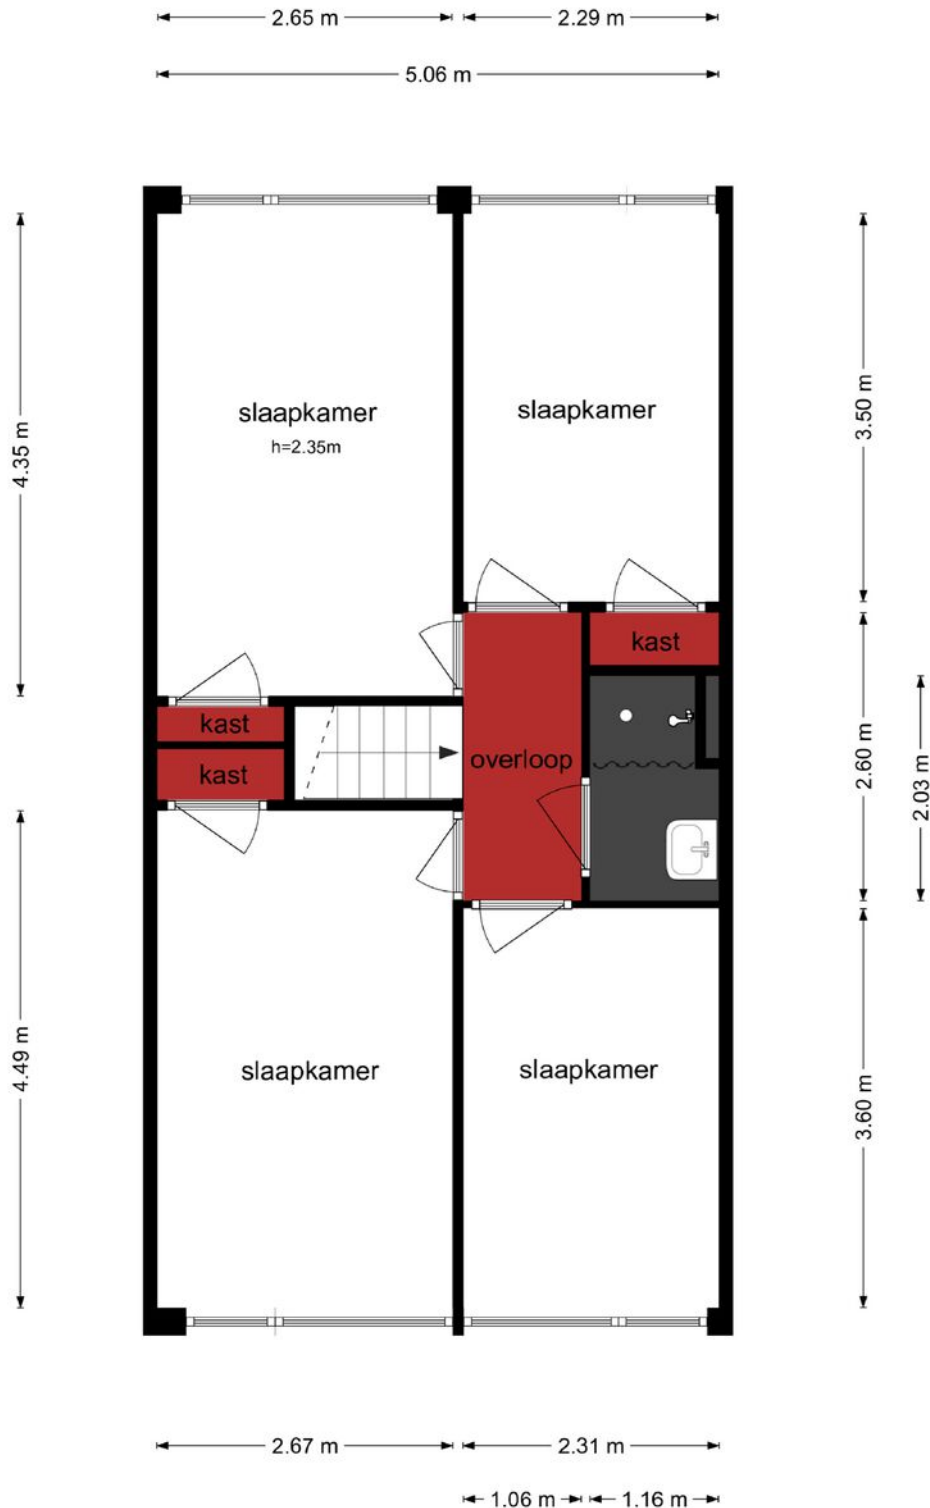 2.65 m
2.29 m
5.06 m
4.35 m
3.50 m
slaapkamer
h=2.35m
slaapkamer
kast
kast
kast
overloop
2.60 m
2.03 m
4.49 m
3.60 m
slaapkamer
slaapkamer
2.67 m
2.31 m
1.06 m
1.16 m